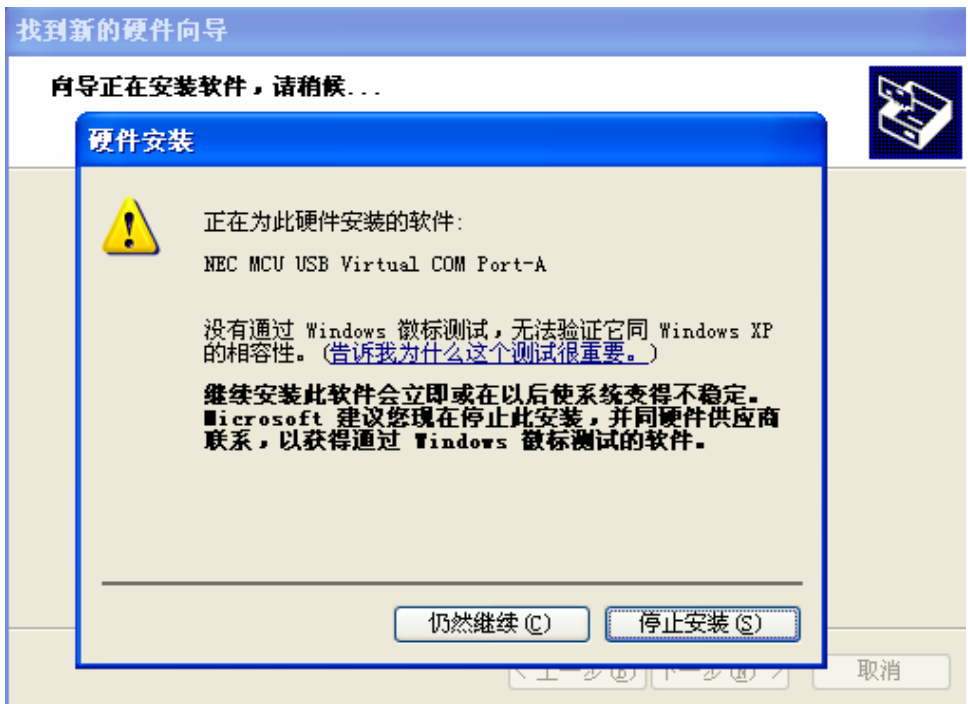 找到新的硬件向导
向导正在安装软件，请稍候...
硬件安装
正在为此硬件安装的软件:
NEC MCU USB Virtual COM Port-A
没有通过 Windows 徽标测试，无法验证它同 Windows XP
的相容性。(告诉我为什么这个测试很重要。)
继续安装此软件会立即或在以后使系统变得不稳定。
Microsoft 建议您现在停止此安装，并同硬件供应商
联系，以获得通过 Windows 徽标测试的软件。
仍然继续(C) 停止安装(S)
< 上一步(B) 下一步(N) > 取消